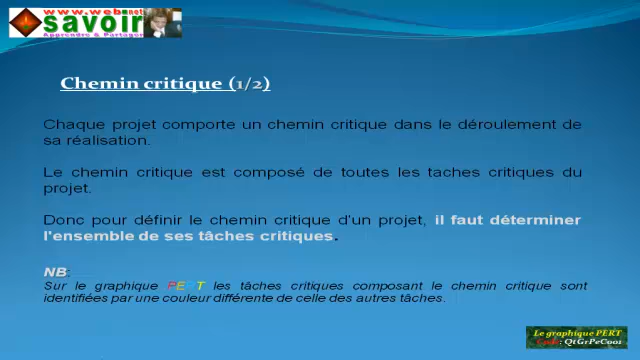 www.webnet
savoir
Apprendre & Partager
Chemin critique (1/2)
Chaque projet comporte un chemin critique dans le déroulement de
sa réalisation.
Le chemin critique est composé de toutes les taches critiques du
projet.
Donc pour définir le chemin critique d'un projet, il faut déterminer
l'ensemble de ses tâches critiques.
NB:
Sur le graphique PERT les tâches critiques composant le chemin critique sont
identifiées par une couleur différente de celle des autres tâches.
Le graphique PERT
Code: QtGrPeC001